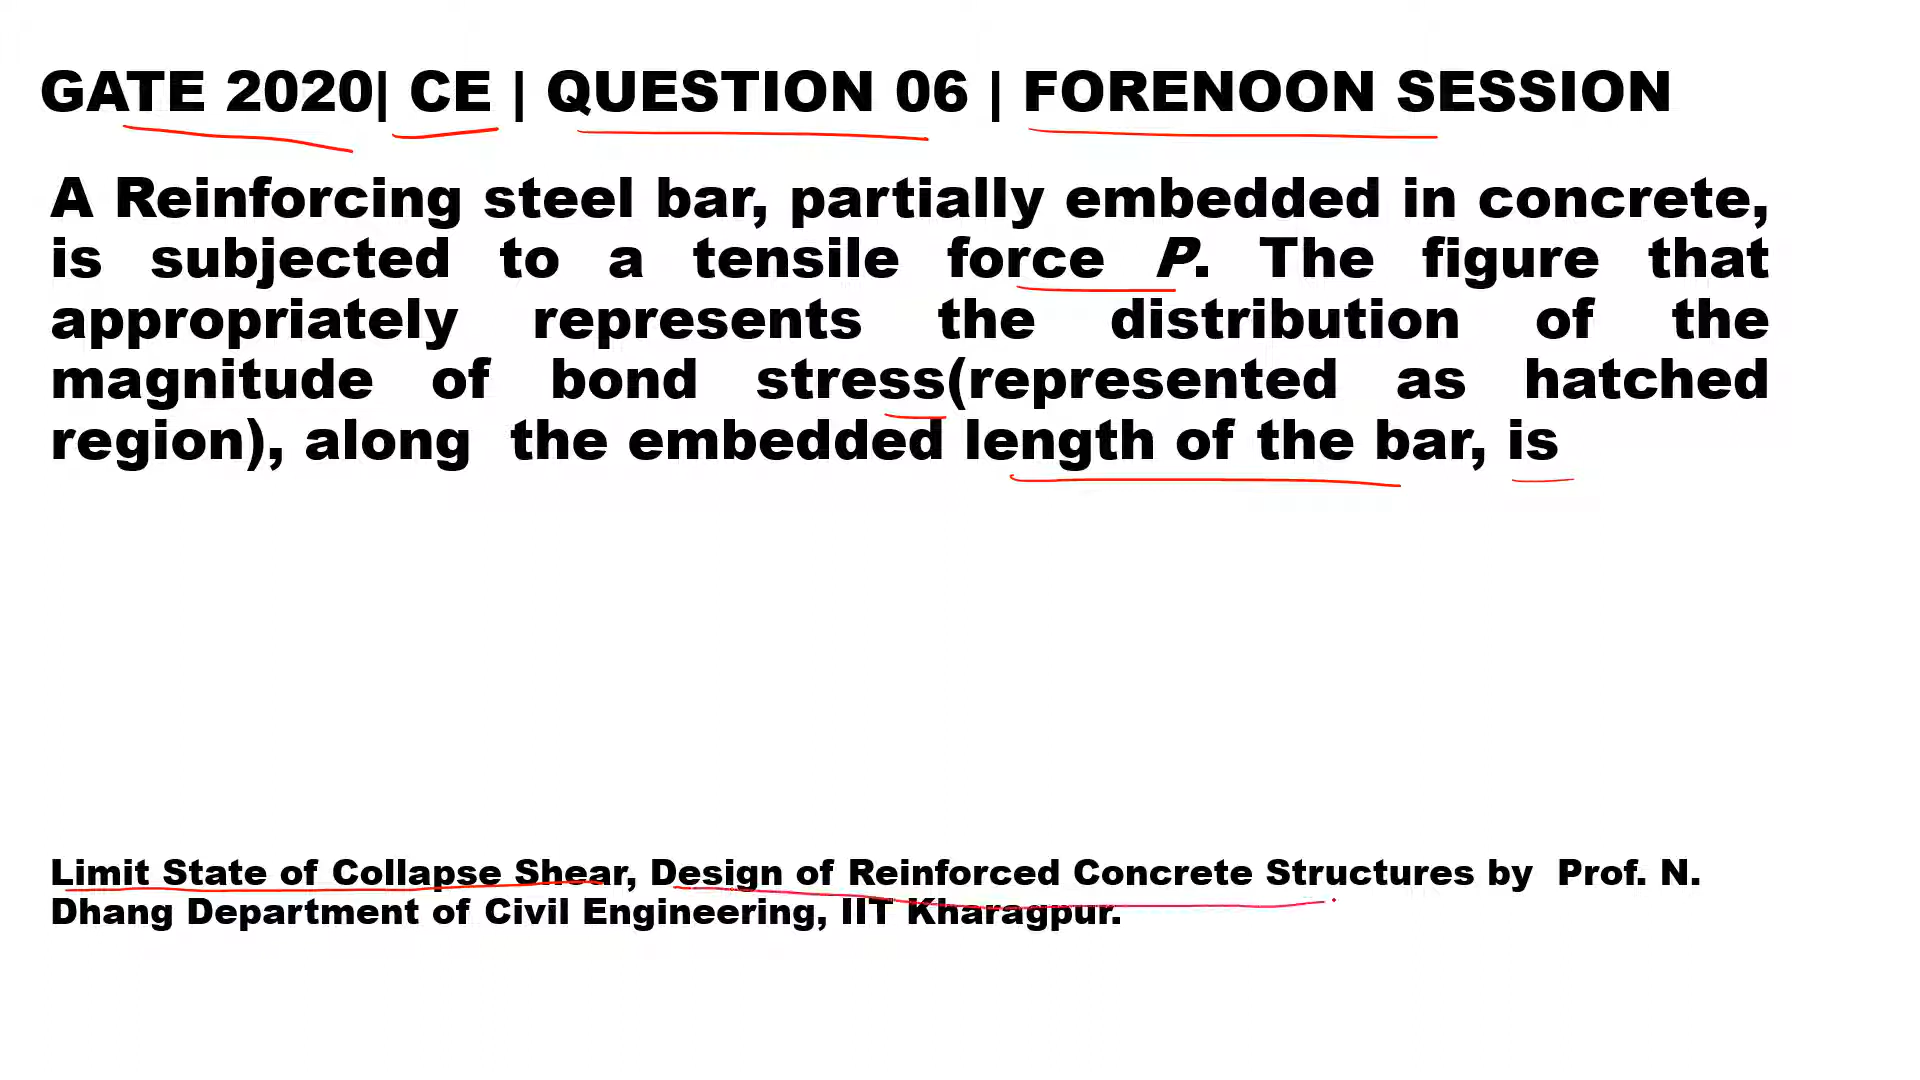 GATE 2020| CE | QUESTION 06 | FORENOON SESSION
A Reinforcing steel bar, partially embedded in concrete,
is subjected to a tensile force P. The figure that
appropriately represents the distribution of the
magnitude of bond stress(represented as hatched
region), along the embedded length of the bar, is
Limit State of Collapse Shear, Design of Reinforced Concrete Structures by Prof. N.
Dhang Department of Civil Engineering, IIT Kharagpur.